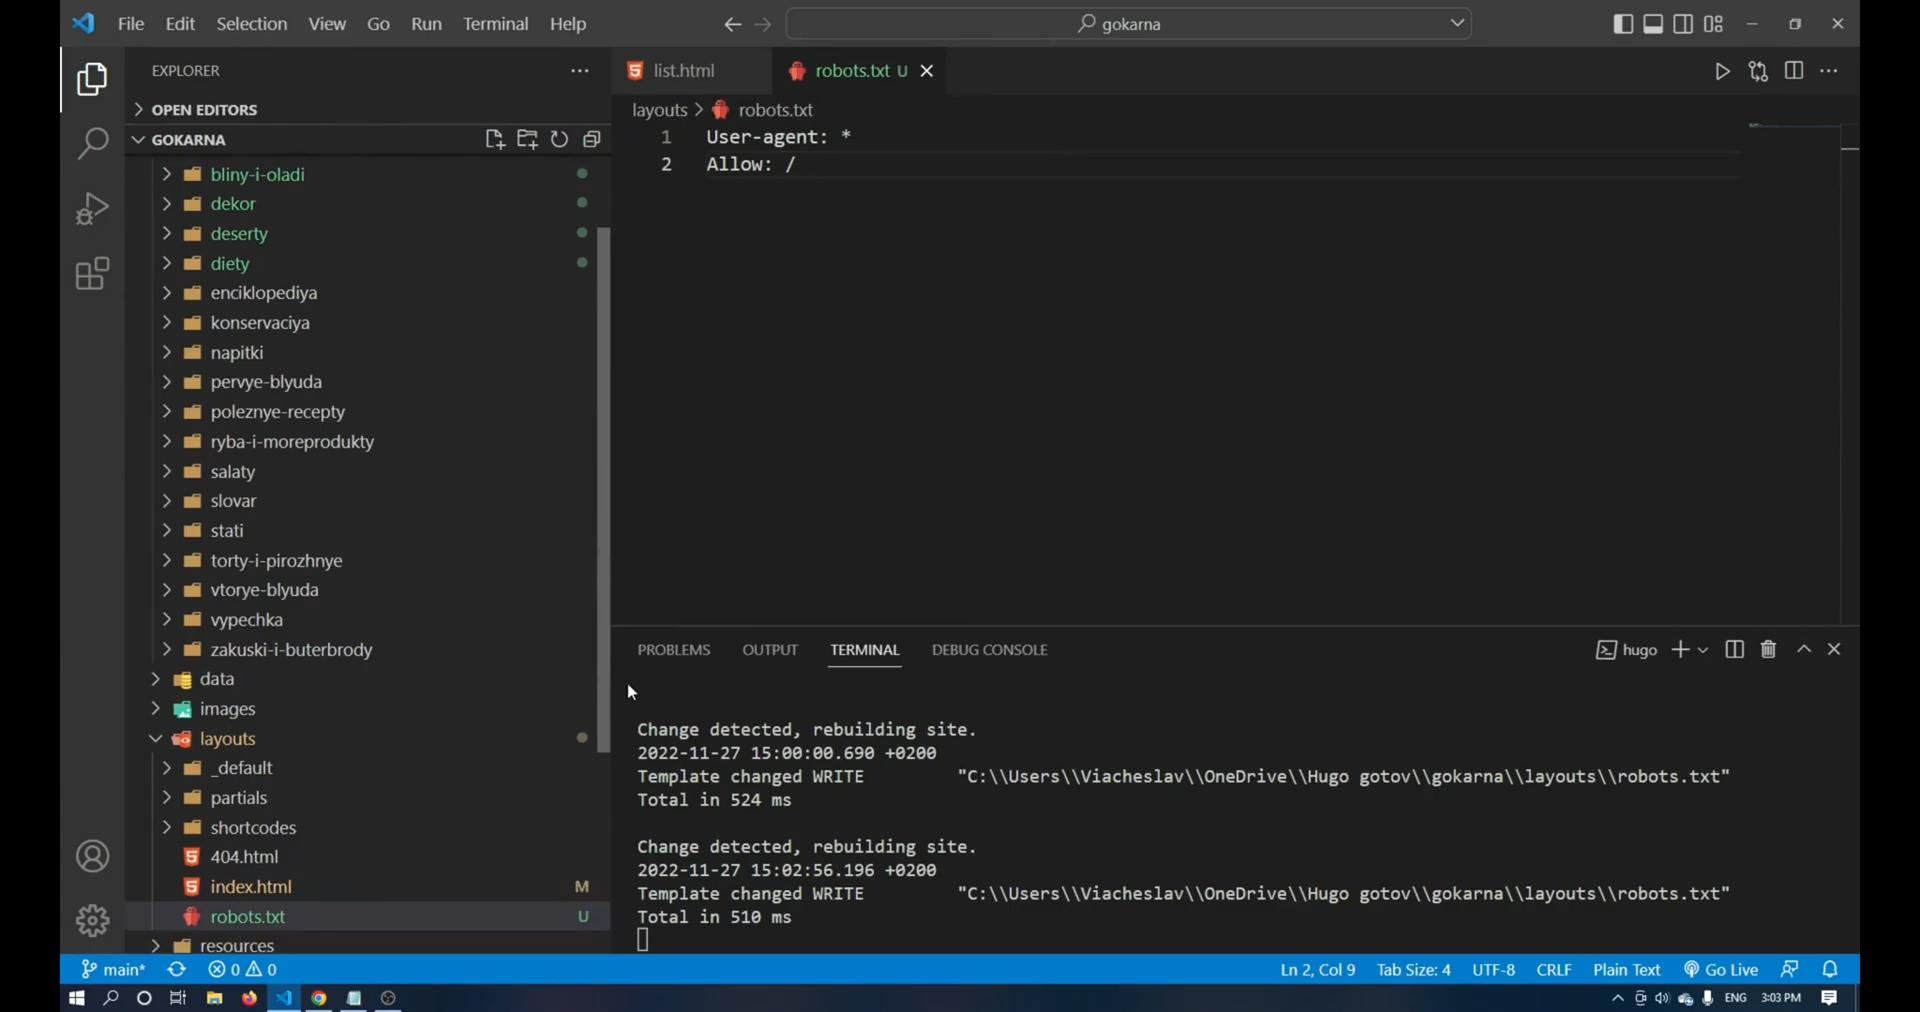 File Edit Selection View Go Run Terminal Help
gokarna
EXPLORER
OPEN EDITORS
GOKARNA
bliny-i-oladi
dekor
deserty
diety
enciklopediya
konservaciya
napitki
pervye-blyuda
poleznye-recepty
ryba-i-moreprodukty
salaty
slovar
stati
torty-i-pirozhnye
vtorye-blyuda
vypechka
zakuski-i-buterbrody
data
images
layouts
_default
partials
shortcodes
404.html
index.html M
robots.txt U
resources
list.html robots.txt U
layouts > robots.txt
1 User-agent: *
2 Allow: /
PROBLEMS OUTPUT TERMINAL DEBUG CONSOLE hugo
Change detected, rebuilding site.
2022-11-27 15:00:00.690 +0200
Template changed WRITE "C:\\Users\\Viacheslav\\OneDrive\\Hugo gotov\\gokarna\\layouts\\robots.txt"
Total in 524 ms
Change detected, rebuilding site.
2022-11-27 15:02:56.196 +0200
Template changed WRITE "C:\\Users\\Viacheslav\\OneDrive\\Hugo gotov\\gokarna\\layouts\\robots.txt"
Total in 510 ms
main* 0 0 Ln 2, Col 9 Tab Size: 4 UTF-8 CRLF Plain Text Go Live
ENG 3:03 PM